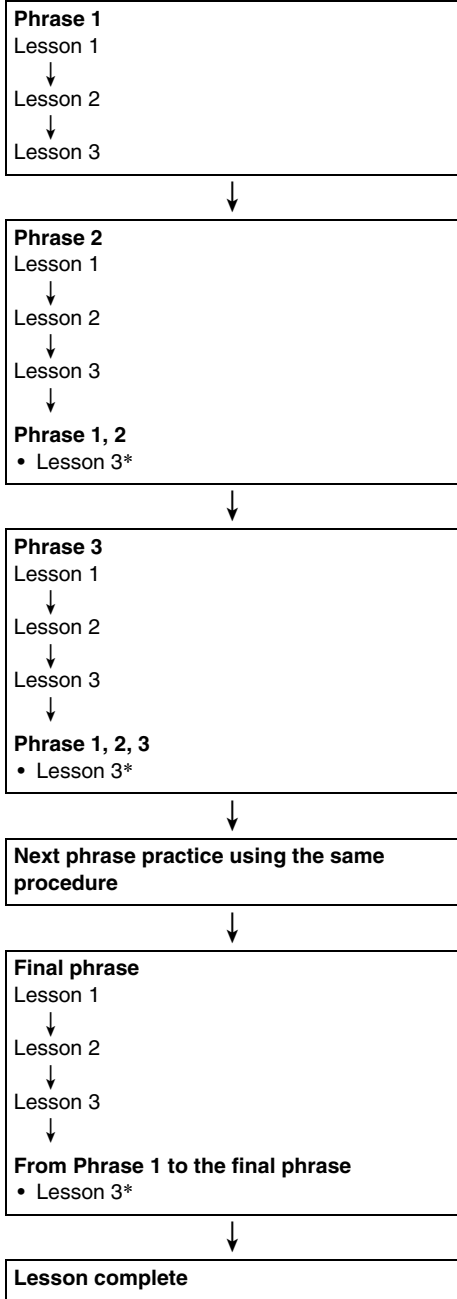 Phrase 1
Lesson 1
Lesson 2
Lesson 3
Phrase 2
Lesson 1
Lesson 2
Lesson 3
Phrase 1, 2
• Lesson 3*
Phrase 3
Lesson 1
Lesson 2
Lesson 3
Phrase 1, 2, 3
• Lesson 3*
Next phrase practice using the same
procedure
Final phrase
Lesson 1
Lesson 2
Lesson 3
From Phrase 1 to the final phrase
• Lesson 3*
Lesson complete